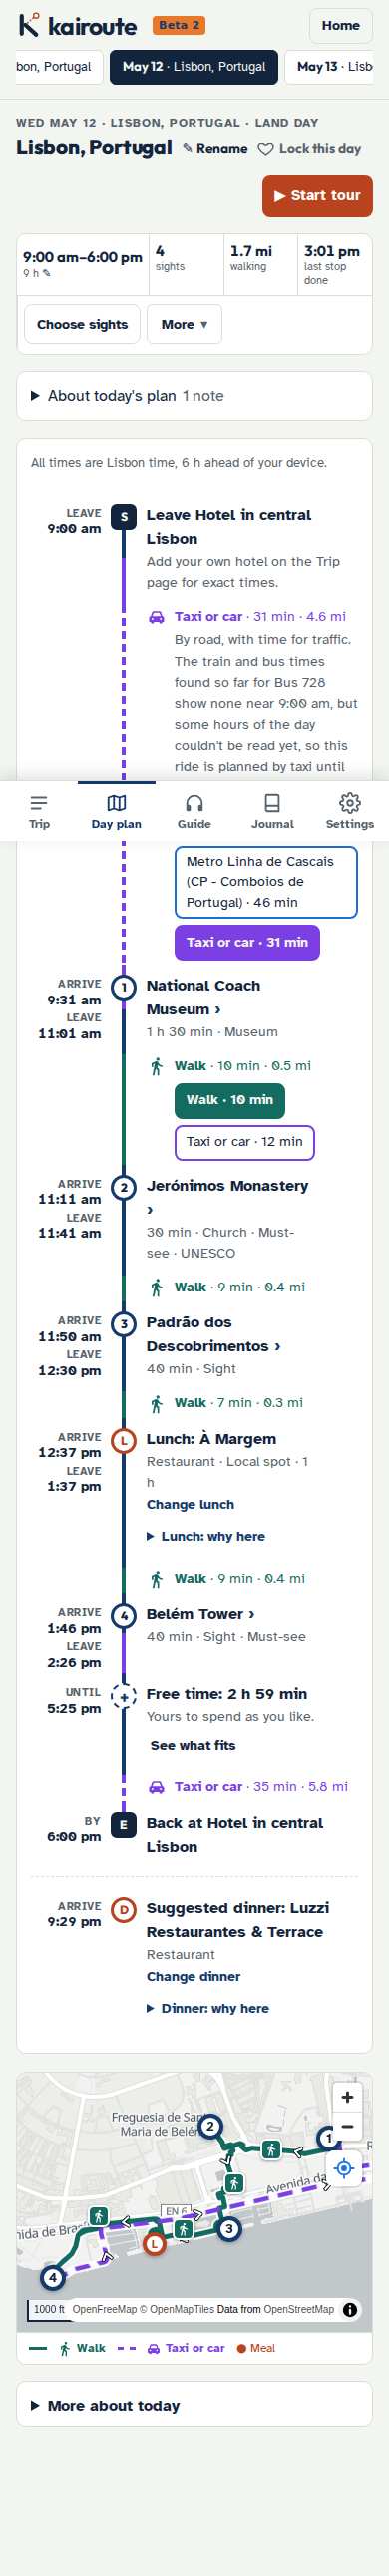 kairoute Beta 2 Home
bon, Portugal May 12 · Lisbon, Portugal May 13 · Lisb
WED MAY 12 · LISBON, PORTUGAL · LAND DAY
Lisbon, Portugal ✎ Rename Lock this day
▶ Start tour
9:00 am–6:00 pm
9 h ✎
4
sights
1.7 mi
walking
3:01 pm
last stop
done
Choose sights More ▼
▶ About today's plan 1 note
All times are Lisbon time, 6 h ahead of your device.
LEAVE
9:00 am
S
Leave Hotel in central
Lisbon
Add your own hotel on the Trip
page for exact times.
Taxi or car · 31 min · 4.6 mi
By road, with time for traffic.
The train and bus times
found so far for Bus 728
show none near 9:00 am, but
some hours of the day
couldn't be read yet, so this
ride is planned by taxi until
Trip Day plan Guide Journal Settings
Metro Linha de Cascais
(CP - Comboios de
Portugal) · 46 min
Taxi or car · 31 min
ARRIVE
9:31 am
LEAVE
11:01 am
1
National Coach
Museum ›
1 h 30 min · Museum
Walk · 10 min · 0.5 mi
Walk · 10 min
Taxi or car · 12 min
ARRIVE
11:11 am
LEAVE
11:41 am
2
Jerónimos Monastery
›
30 min · Church · Must-
see · UNESCO
Walk · 9 min · 0.4 mi
ARRIVE
11:50 am
LEAVE
12:30 pm
3
Padrão dos
Descobrimentos ›
40 min · Sight
Walk · 7 min · 0.3 mi
ARRIVE
12:37 pm
LEAVE
1:37 pm
L
Lunch: À Margem
Restaurant · Local spot · 1
h
Change lunch
▶ Lunch: why here
Walk · 9 min · 0.4 mi
ARRIVE
1:46 pm
LEAVE
2:26 pm
4
Belém Tower ›
40 min · Sight · Must-see
UNTIL
5:25 pm
+
Free time: 2 h 59 min
Yours to spend as you like.
See what fits
Taxi or car · 35 min · 5.8 mi
BY
6:00 pm
E
Back at Hotel in central
Lisbon
ARRIVE
9:29 pm
D
Suggested dinner: Luzzi
Restaurantes & Terrace
Restaurant
Change dinner
▶ Dinner: why here
Freguesia de San
Maria de Belé
2
1
+
−
R
Avenida da
EN 6
nida de Bras
3
L
4
1000 ft OpenFreeMap © OpenMapTiles Data from OpenStreetMap
Walk Taxi or car Meal
▶ More about today